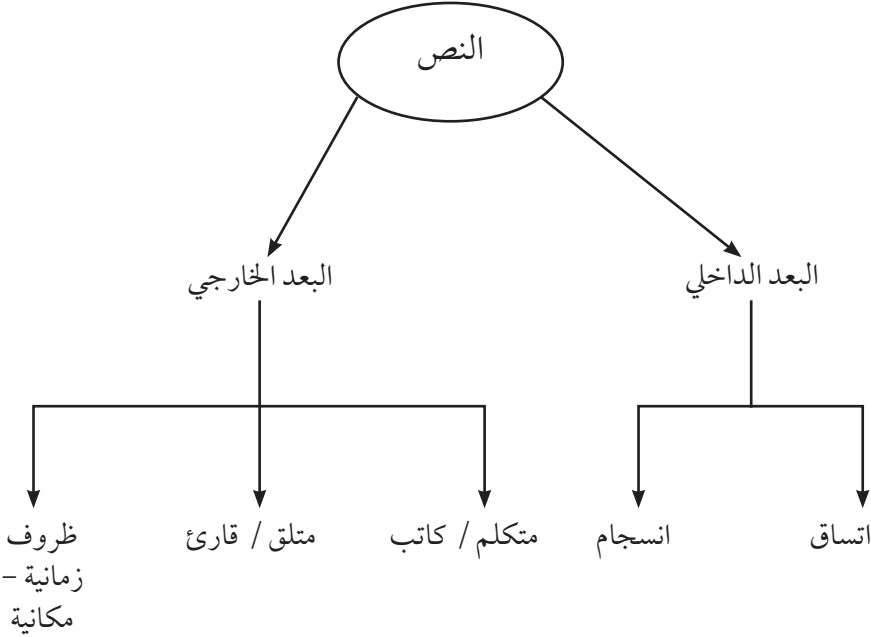 النص
البعد الداخلي
البعد الخارجي
اتساق
انسجام
متكلم / كاتب
متلق / قارئ
ظروف
زمانية –
مكانية